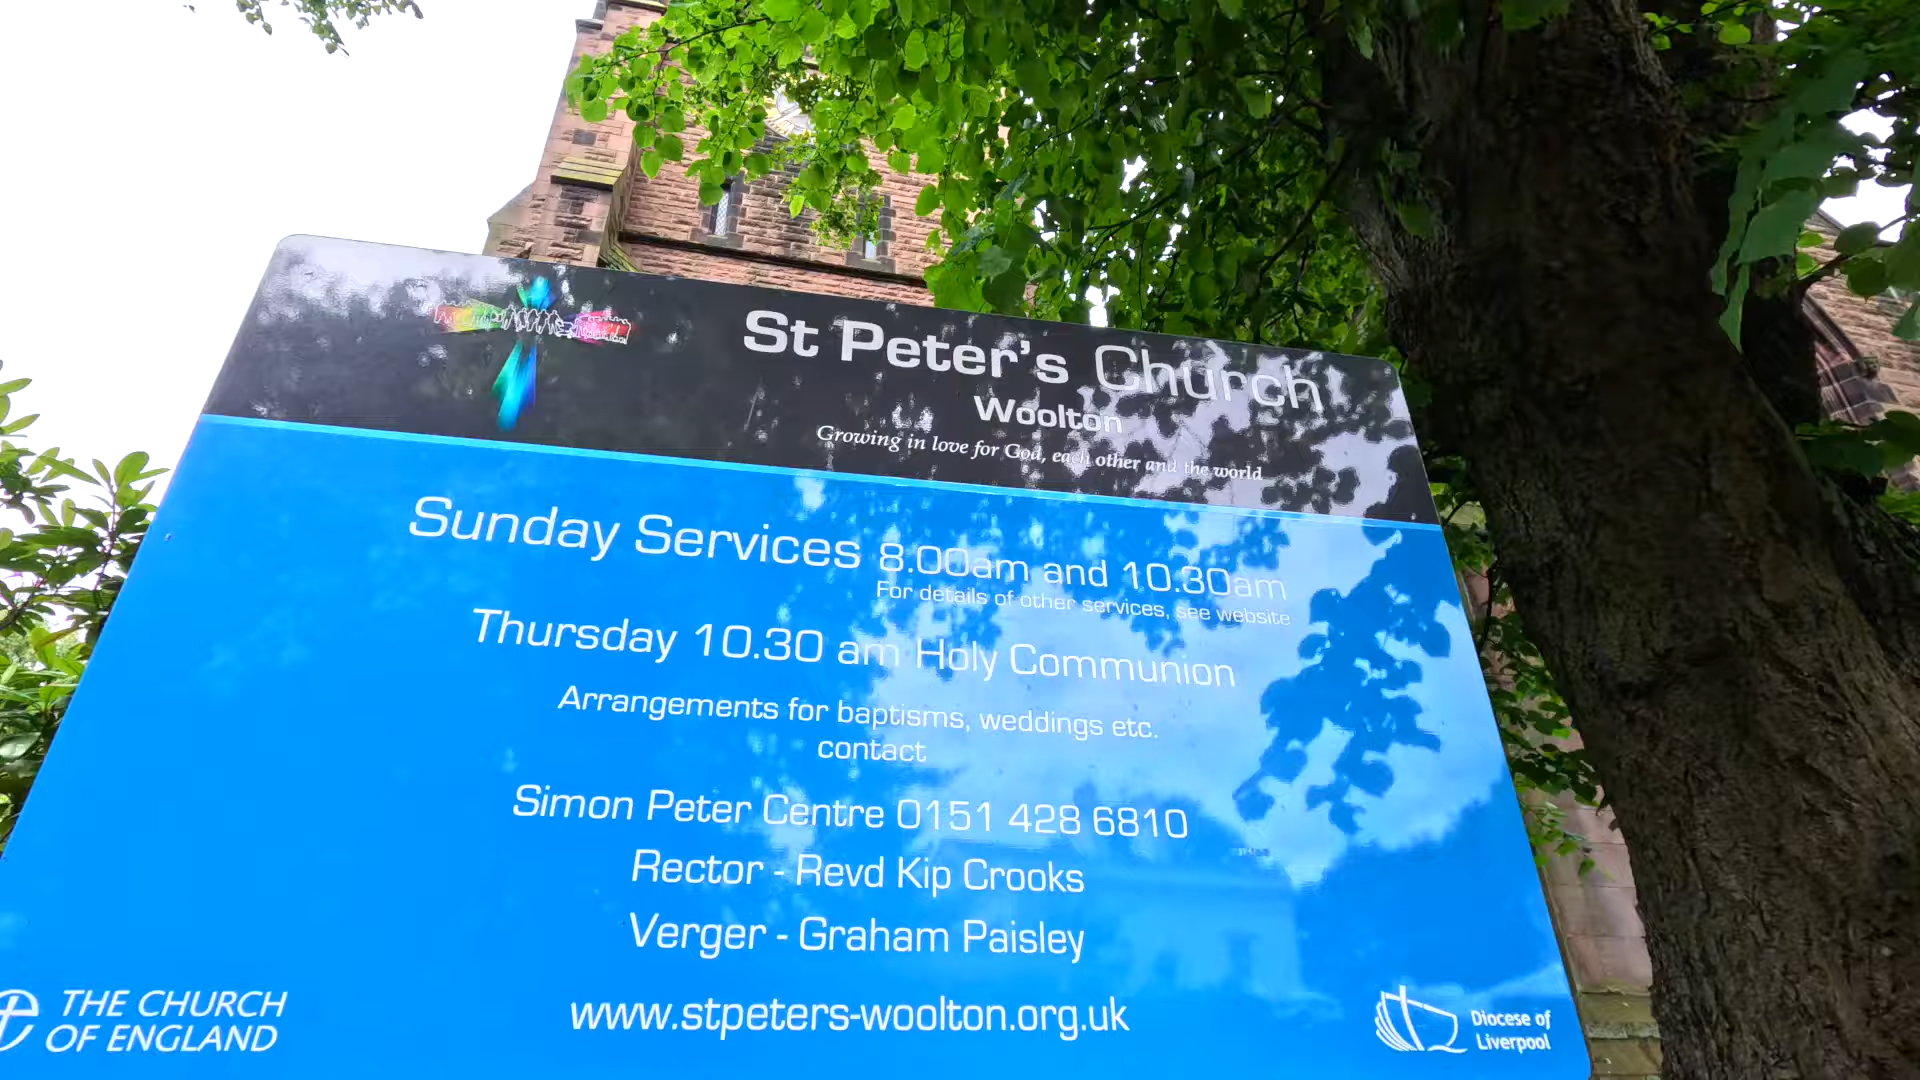 St Peter's Church
Woolton
Growing in love for God, each other and the world
Sunday Services 8.00am and 10.30am
For details of other services, see website
Thursday 10.30 am Holy Communion
Arrangements for baptisms, weddings etc.
contact
Simon Peter Centre 0151 428 6810
Rector - Revd Kip Crooks
Verger - Graham Paisley
www.stpeters-woolton.org.uk
THE CHURCH
OF ENGLAND
Diocese of
Liverpool